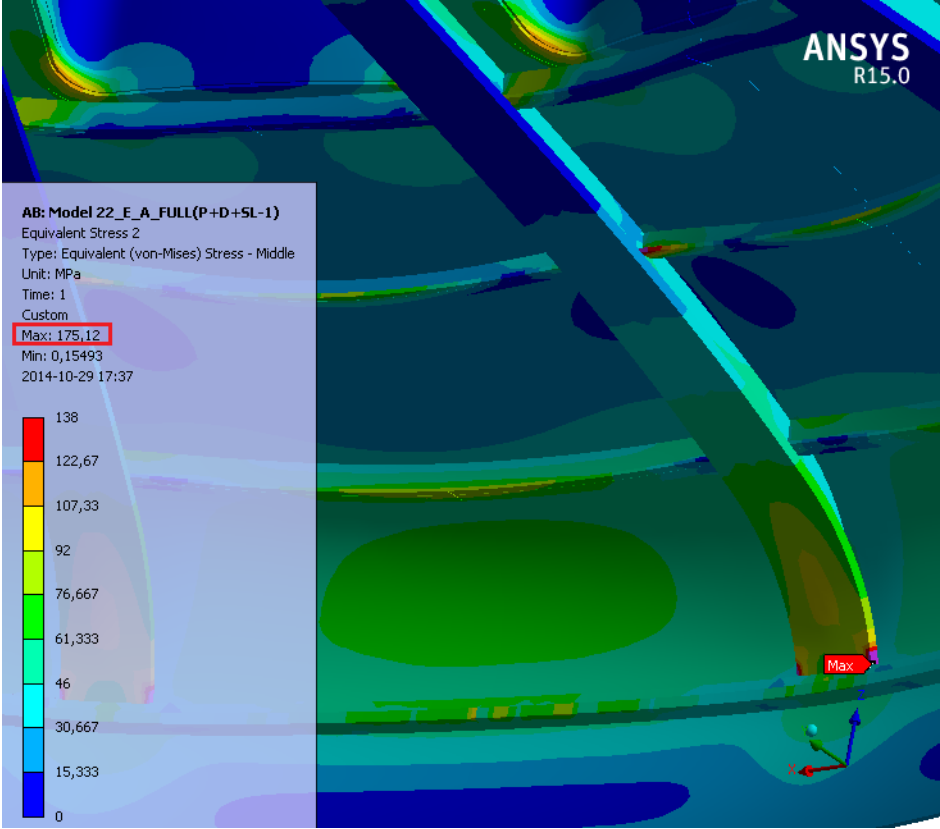 ANSYS
R15.0
AB: Model 22_E_A_FULL(P+D+SL-1)
Equivalent Stress 2
Type: Equivalent (von-Mises) Stress - Middle
Unit: MPa
Time: 1
Custom
Max: 175,12
Min: 0,15493
2014-10-29 17:37
138
122,67
107,33
92
76,667
61,333
46
30,667
15,333
0
Max
Z
X